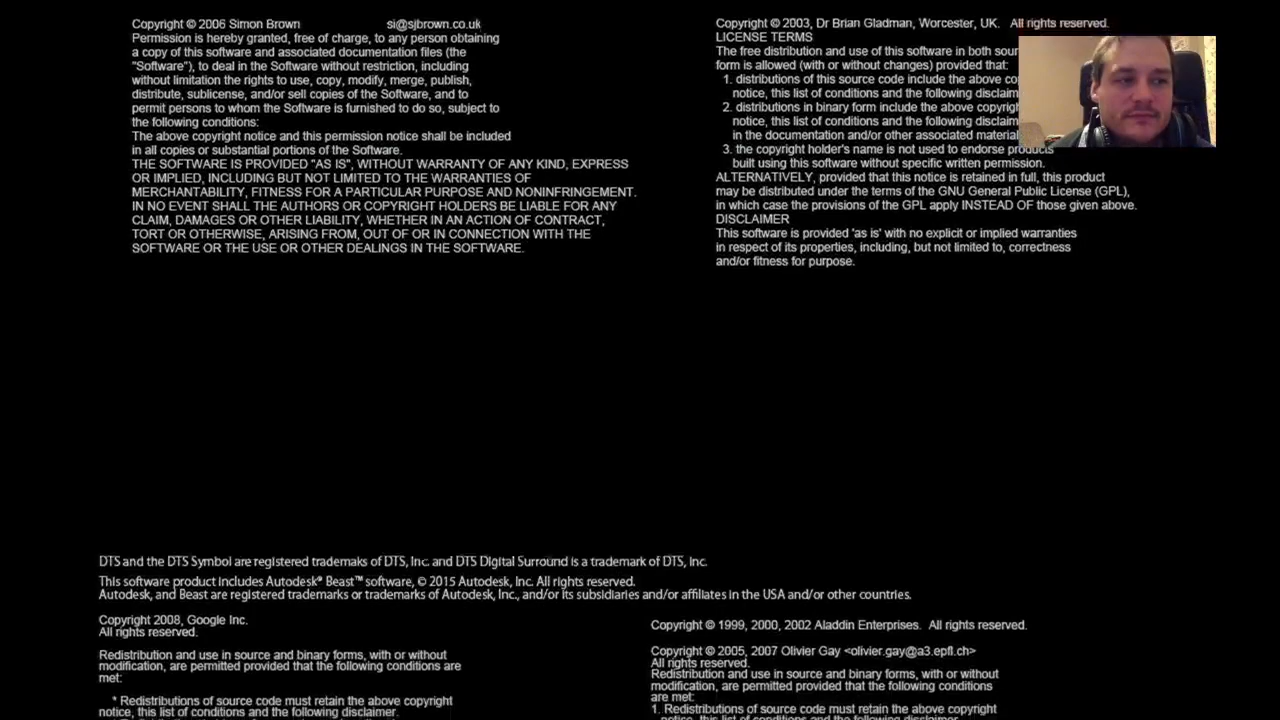 Copyright © 2006 Simon Brown si@sjbrown.co.uk
Permission is hereby granted, free of charge, to any person obtaining
a copy of this software and associated documentation files (the
"Software"), to deal in the Software without restriction, including
without limitation the rights to use, copy, modify, merge, publish,
distribute, sublicense, and/or sell copies of the Software, and to
permit persons to whom the Software is furnished to do so, subject to
the following conditions:
The above copyright notice and this permission notice shall be included
in all copies or substantial portions of the Software.
THE SOFTWARE IS PROVIDED "AS IS", WITHOUT WARRANTY OF ANY KIND, EXPRESS
OR IMPLIED, INCLUDING BUT NOT LIMITED TO THE WARRANTIES OF
MERCHANTABILITY, FITNESS FOR A PARTICULAR PURPOSE AND NONINFRINGEMENT.
IN NO EVENT SHALL THE AUTHORS OR COPYRIGHT HOLDERS BE LIABLE FOR ANY
CLAIM, DAMAGES OR OTHER LIABILITY, WHETHER IN AN ACTION OF CONTRACT,
TORT OR OTHERWISE, ARISING FROM, OUT OF OR IN CONNECTION WITH THE
SOFTWARE OR THE USE OR OTHER DEALINGS IN THE SOFTWARE.
Copyright © 2003, Dr Brian Gladman, Worcester, UK. All rights reserved.
LICENSE TERMS
The free distribution and use of this software in both sour
form is allowed (with or without changes) provided that:
1. distributions of this source code include the above co
notice, this list of conditions and the following disclaim
2. distributions in binary form include the above copyrigh
notice, this list of conditions and the following disclaim
in the documentation and/or other associated material
3. the copyright holder's name is not used to endorse products
built using this software without specific written permission.
ALTERNATIVELY, provided that this notice is retained in full, this product
may be distributed under the terms of the GNU General Public License (GPL),
in which case the provisions of the GPL apply INSTEAD OF those given above.
DISCLAIMER
This software is provided 'as is' with no explicit or implied warranties
in respect of its properties, including, but not limited to, correctness
and/or fitness for purpose.
DTS and the DTS Symbol are registered trademaks of DTS, Inc. and DTS Digital Surround is a trademark of DTS, Inc.
This software product includes Autodesk® Beast™ software, © 2015 Autodesk, Inc. All rights reserved.
Autodesk, and Beast are registered trademarks or trademarks of Autodesk, Inc., and/or its subsidiaries and/or affiliates in the USA and/or other countries.
Copyright 2008, Google Inc.
All rights reserved.
Redistribution and use in source and binary forms, with or without
modification, are permitted provided that the following conditions are
met:
* Redistributions of source code must retain the above copyright
notice, this list of conditions and the following disclaimer.
Copyright © 1999, 2000, 2002 Aladdin Enterprises. All rights reserved.
Copyright © 2005, 2007 Olivier Gay <olivier.gay@a3.epfl.ch>
All rights reserved.
Redistribution and use in source and binary forms, with or without
modification, are permitted provided that the following conditions
are met:
1. Redistributions of source code must retain the above copyright
notice, this list of conditions and the following disclaimer.